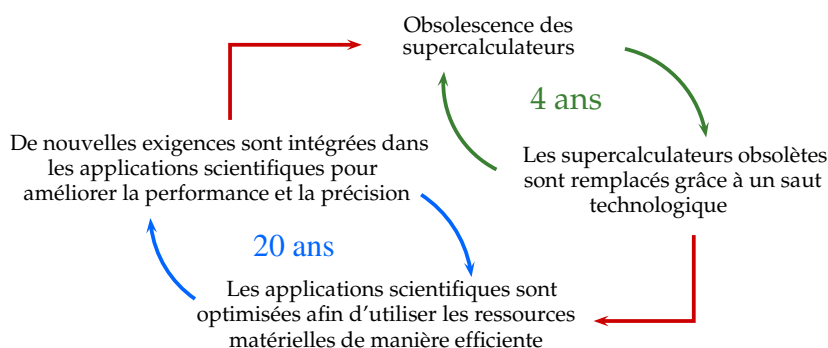 Obsolescence des
supercalculateurs
4 ans
De nouvelles exigences sont intégrées dans
les applications scientifiques pour
améliorer la performance et la précision
Les supercalculateurs obsolètes
sont remplacés grâce à un saut
technologique
20 ans
Les applications scientifiques sont
optimisées afin d’utiliser les ressources
matérielles de manière efficiente